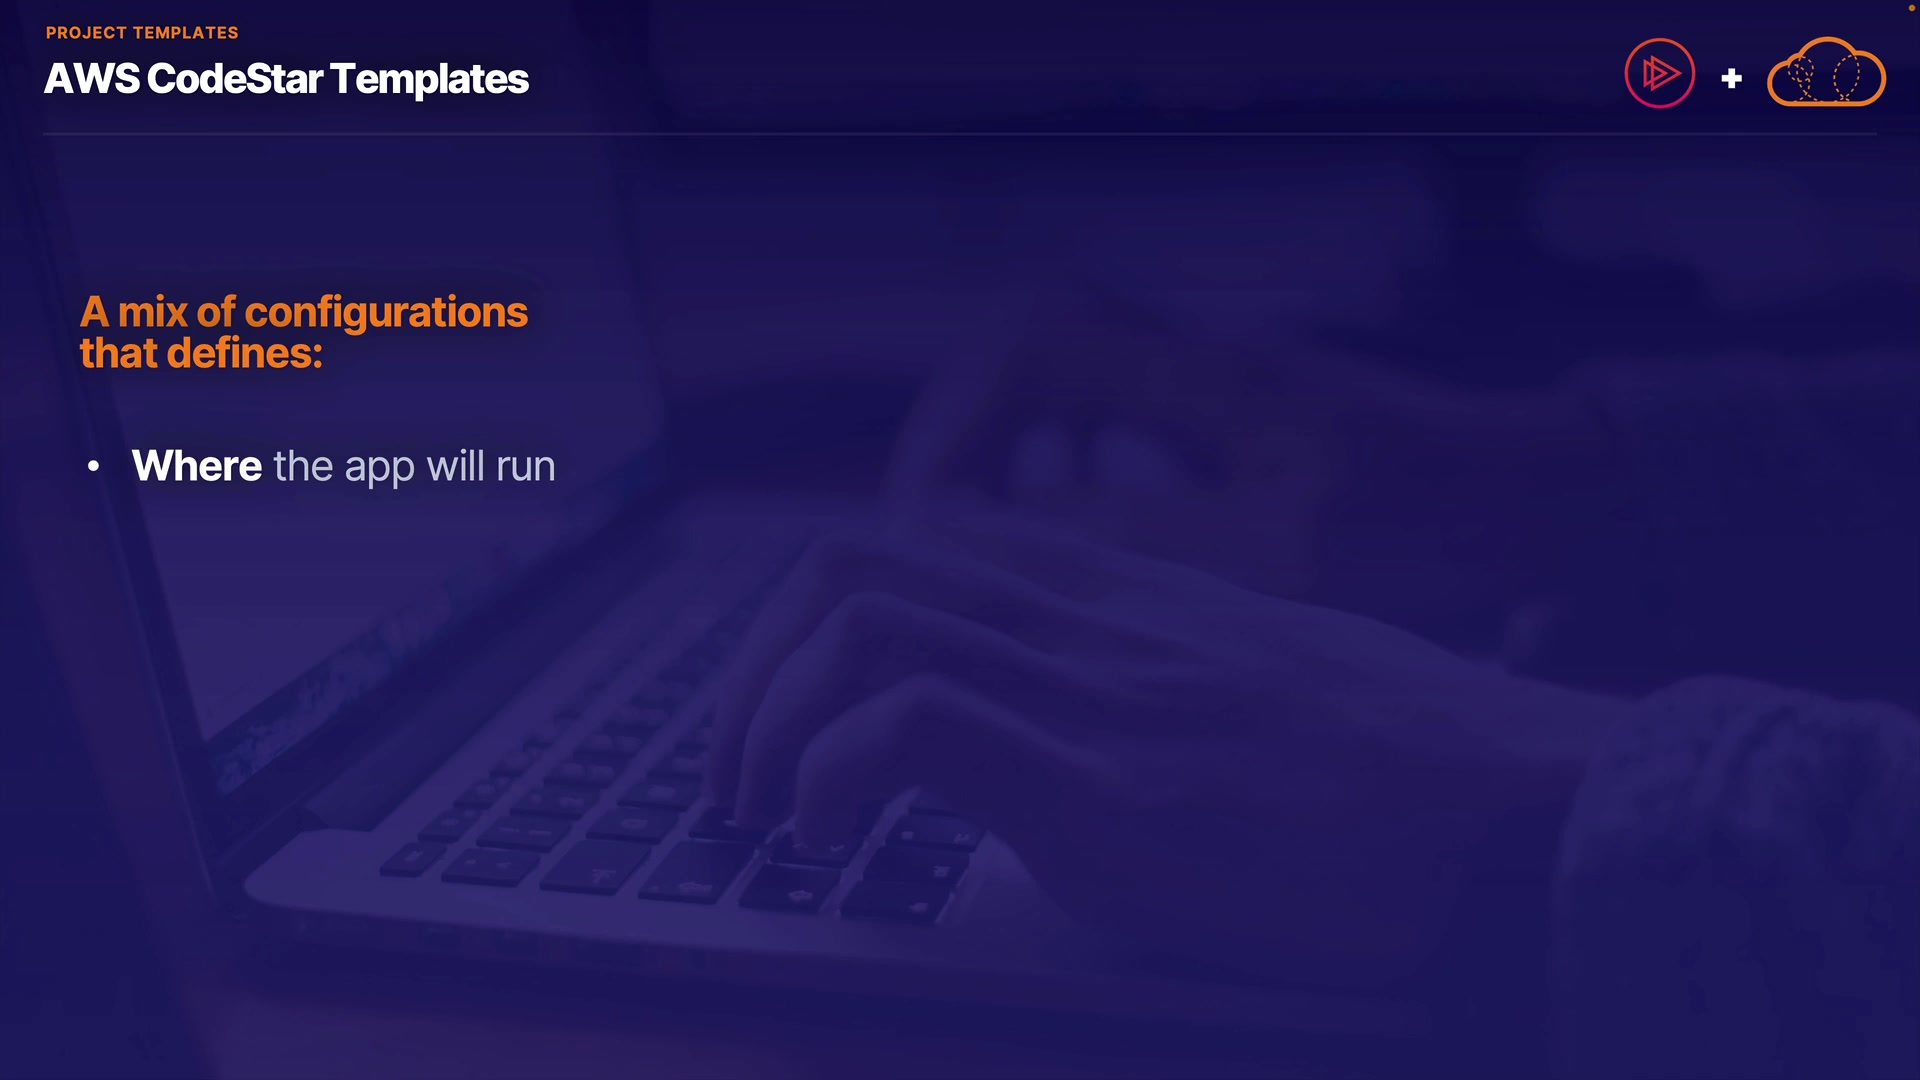 PROJECT TEMPLATES
AWS CodeStar Templates
A mix of configurations
that defines:
• Where the app will run